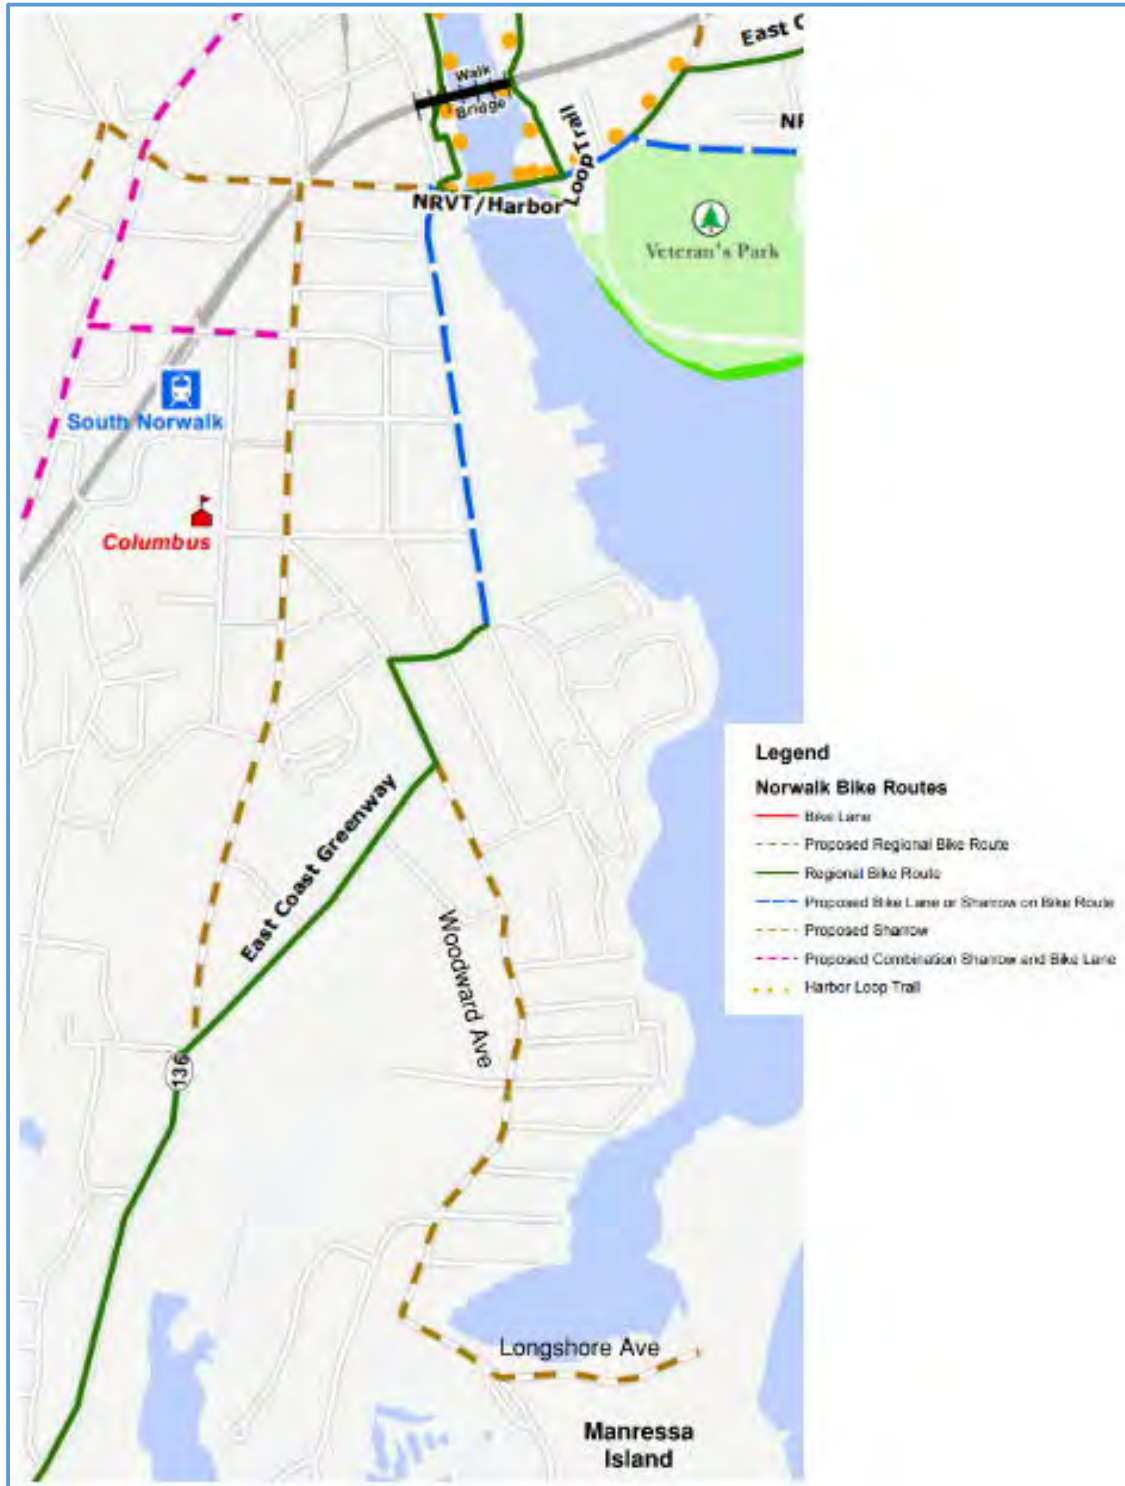 East C
Walk
Bridge
Trail
Loop
NR
NRVT/Harbor
Veteran's Park
South Norwalk
Columbus
East Coast Greenway
Woodward Ave
136
Longshore Ave
Manressa
Island
Legend
Norwalk Bike Routes
Bike Lane
Proposed Regional Bike Route
Regional Bike Route
Proposed Bike Lane or Sharrow on Bike Route
Proposed Sharrow
Proposed Combination Sharrow and Bike Lane
Harbor Loop Trail